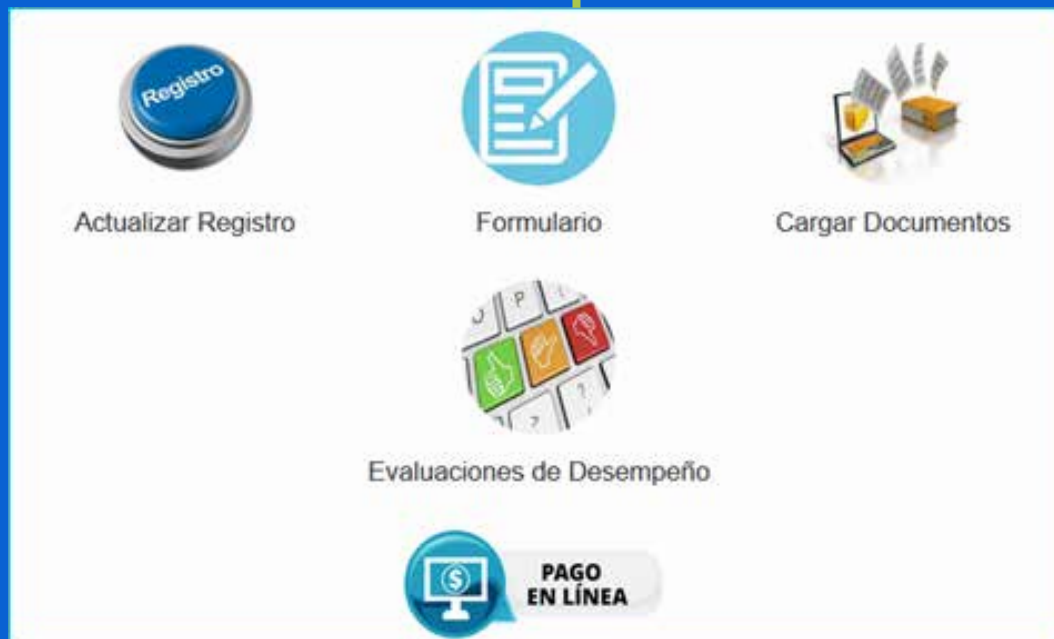 Registro
Actualizar Registro
Formulario
Cargar Documentos
O P
?
? Z
Evaluaciones de Desempeño
$
PAGO
EN LÍNEA